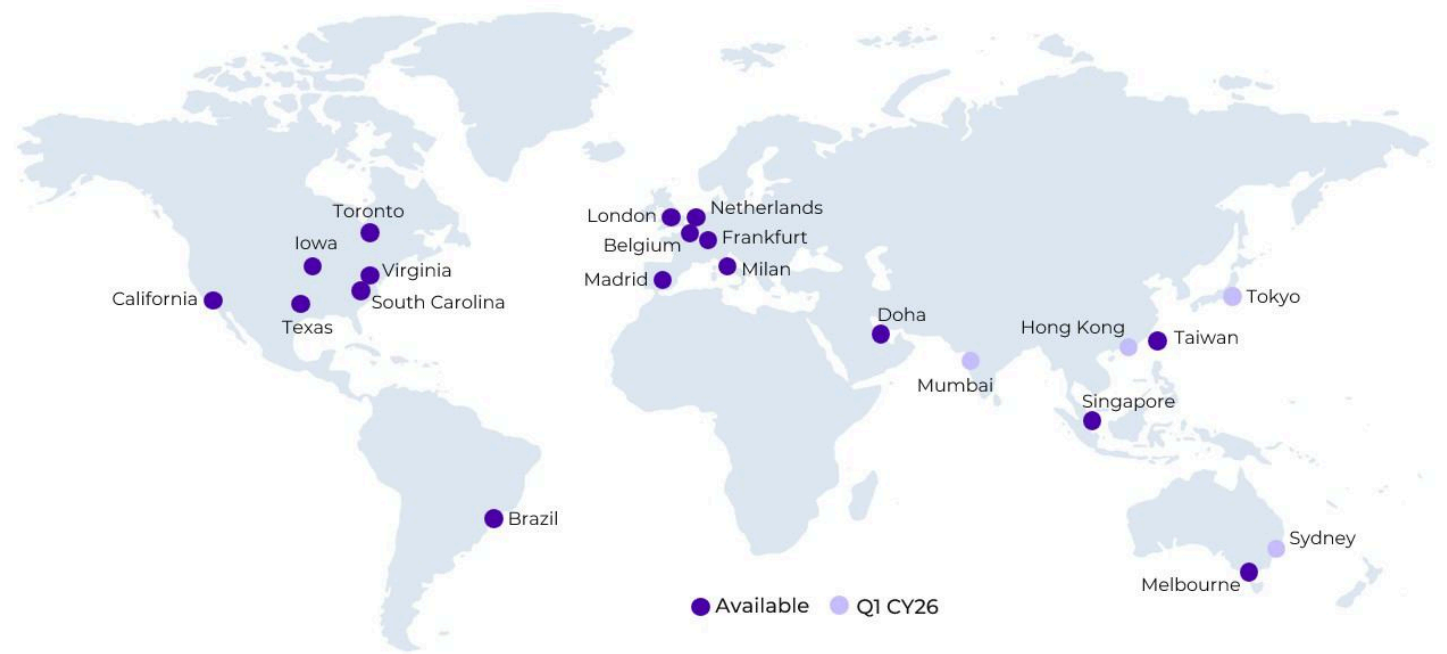 Toronto
Iowa
Virginia
California
South Carolina
Texas
Brazil
London
Netherlands
Belgium
Frankfurt
Madrid
Milan
Doha
Mumbai
Hong Kong
Tokyo
Taiwan
Singapore
Sydney
Melbourne
Available
Q1 CY26